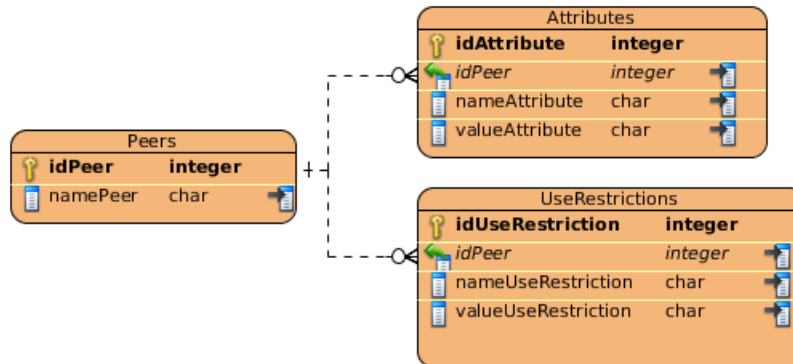 Attributes
idAttribute integer
idPeer integer
nameAttribute char
valueAttribute char
Peers
idPeer integer
namePeer char
UseRestrictions
idUseRestriction integer
idPeer integer
nameUseRestriction char
valueUseRestriction char